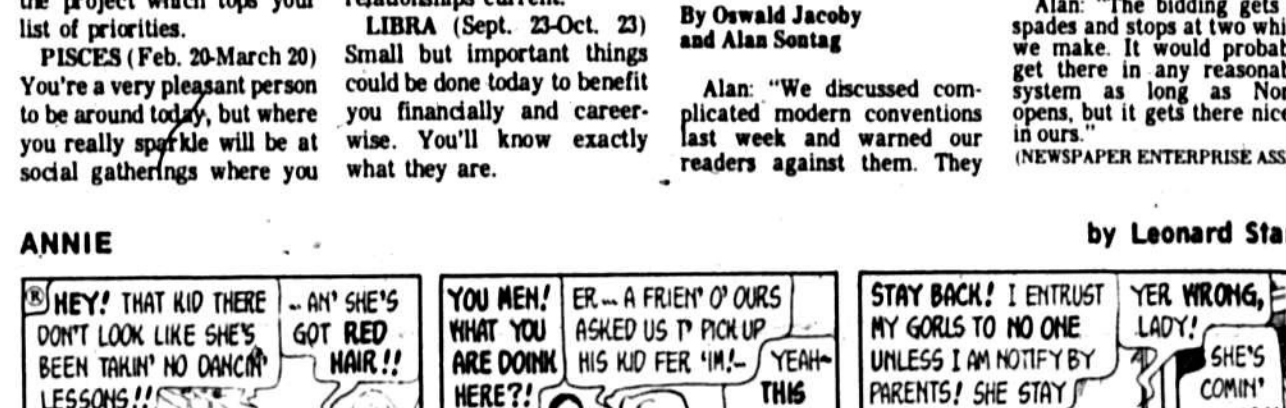 the project which tops your
list of priorities.
PISCES (Feb. 20-March 20)
You're a very pleasant person
to be around today, but where
you really sparkle will be at
social gatherings where you
relationships current.
LIBRA (Sept. 23-Oct. 23)
Small but important things
could be done today to benefit
you financially and career-
wise. You'll know exactly
what they are.
By Oswald Jacoby
and Alan Sontag
Alan: "We discussed com-
plicated modern conventions
last week and warned our
readers against them. They
Alan: "The bidding gets
spades and stops at two whi
we make. It would probab
get there in any reasonab
system as long as Nor
opens, but it gets there nice
in ours."
(NEWSPAPER ENTERPRISE ASS
ANNIE
by Leonard Star
® HEY! THAT KID THERE
DON'T LOOK LIKE SHE'S
BEEN TAKIN' NO DANCIN'
LESSONS!!
-- AN' SHE'S
GOT RED
HAIR!!
YOU MEN!
WHAT YOU
ARE DOINK
HERE?!
ER -- A FRIEN' O' OURS
ASKED US T' PICK UP
HIS KID FER 'IM!--
YEAH~
THIS
STAY BACK! I ENTRUST
MY GORLS TO NO ONE
UNLESS I AM NOTIFY BY
PARENTS! SHE STAY
YER WRONG,
LADY!
SHE'S
COMIN'